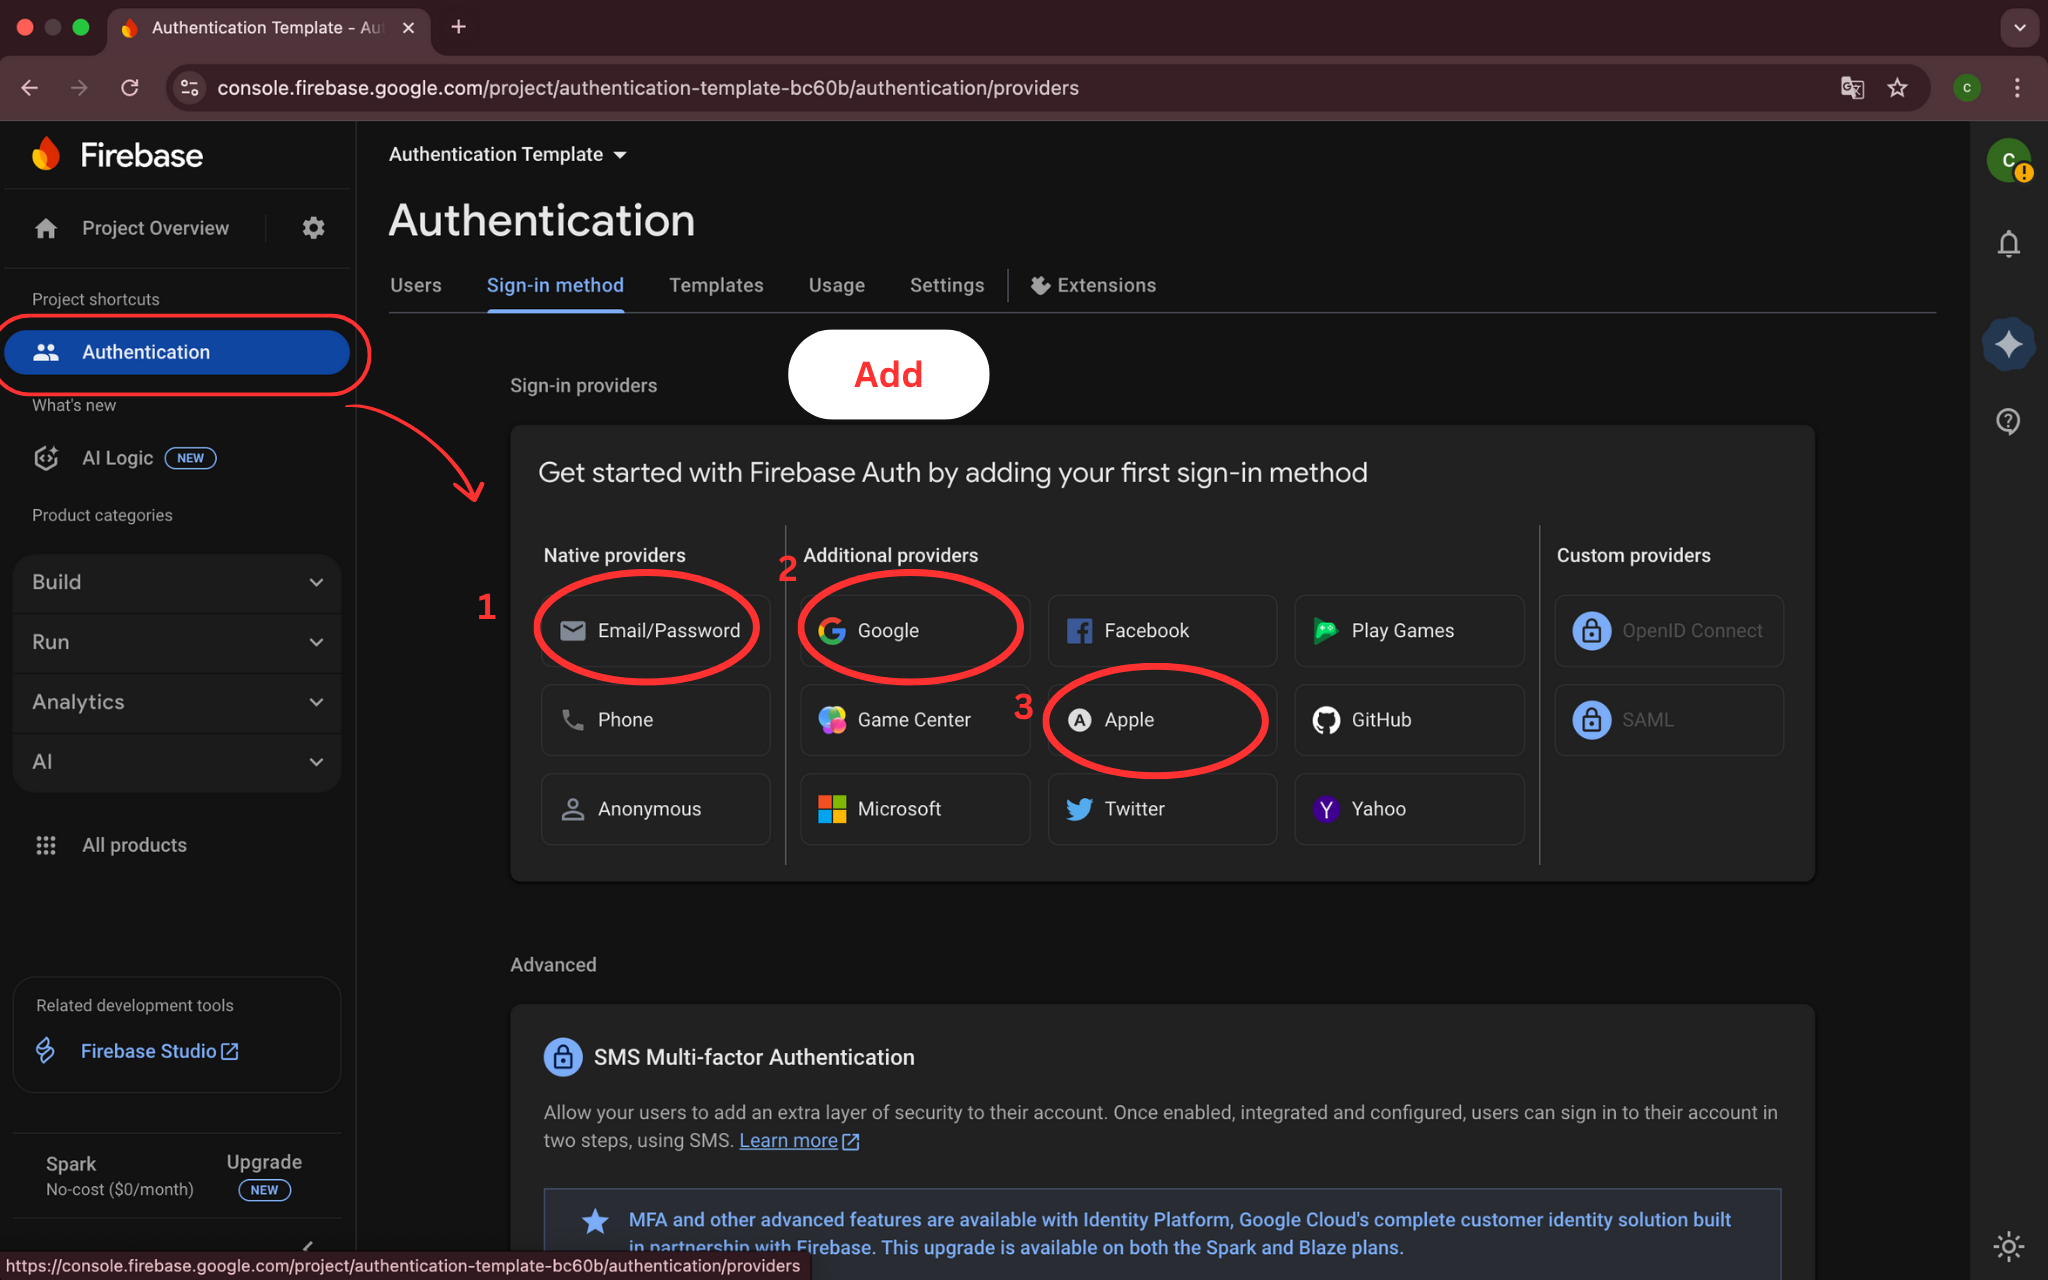 Authentication Template - Au
console.firebase.google.com/project/authentication-template-bc60b/authentication/providers
C
Firebase
Project Overview
Project shortcuts
Authentication
What's new
AI Logic NEW
Product categories
Build
Run
Analytics
AI
All products
Related development tools
Firebase Studio
Spark
No-cost ($0/month)
Upgrade
NEW
Authentication Template
Authentication
Users Sign-in method Templates Usage Settings Extensions
Sign-in providers
Add
Get started with Firebase Auth by adding your first sign-in method
Native providers
1
Email/Password
Phone
Anonymous
2
Additional providers
Google
Facebook
Play Games
Game Center
3
Apple
GitHub
Microsoft
Twitter
Yahoo
Custom providers
OpenID Connect
SAML
Advanced
SMS Multi-factor Authentication
Allow your users to add an extra layer of security to their account. Once enabled, integrated and configured, users can sign in to their account in
two steps, using SMS. Learn more
MFA and other advanced features are available with Identity Platform, Google Cloud's complete customer identity solution built
in partnership with Firebase. This upgrade is available on both the Spark and Blaze plans.
C
https://console.firebase.google.com/project/authentication-template-bc60b/authentication/providers